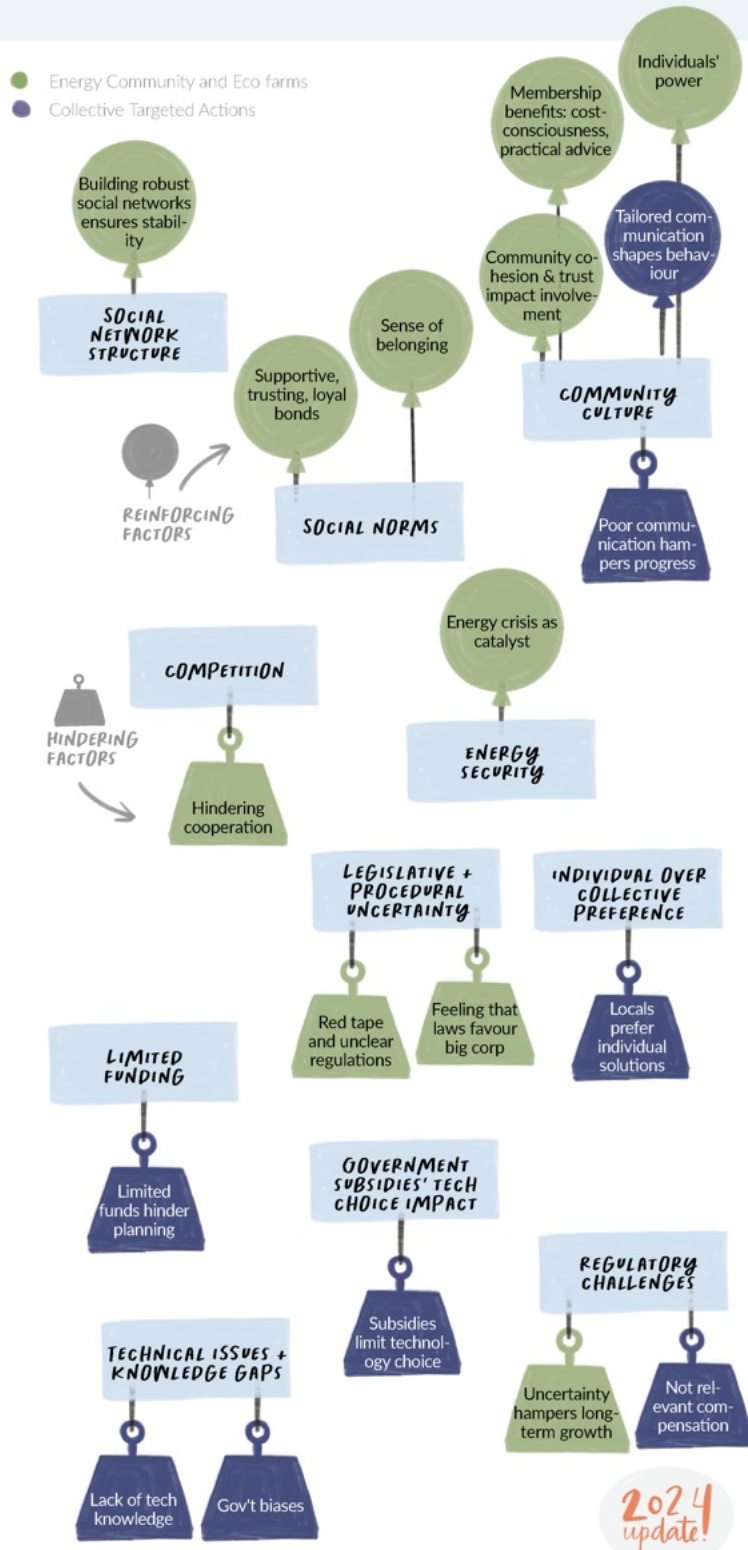 Energy Community and Eco farms
Collective Targeted Actions
Individuals'
power
Membership
benefits: cost-
consciousness,
practical advice
Building robust
social networks
ensures stabil-
ity
Tailored com-
munication
shapes behav-
iour
Community co-
hesion & trust
impact involve-
ment
SOCIAL
NETWORK
STRUCTURE
Sense of
belonging
Supportive,
trusting, loyal
bonds
COMMUNITY
CULTURE
REINFORCING
FACTORS
SOCIAL NORMS
Poor commu-
nication ham-
pers progress
Energy crisis as
catalyst
COMPETITION
HINDERING
FACTORS
ENERGY
SECURITY
Hindering
cooperation
LEGISLATIVE +
PROCEDURAL
UNCERTAINTY
INDIVIDUAL OVER
COLLECTIVE
PREFERENCE
Red tape
and unclear
regulations
Feeling that
laws favour
big corp
Locals
prefer
individual
solutions
LIMITED
FUNDING
Limited
funds hinder
planning
GOVERNMENT
SUBSIDIES' TECH
CHOICE IMPACT
Subsidies
limit technol-
ogy choice
REGULATORY
CHALLENGES
TECHNICAL ISSUES +
KNOWLEDGE GAPS
Uncertainty
hampers long-
term growth
Not rel-
evant com-
pensation
Lack of tech
knowledge
Gov't biases
2024
update!